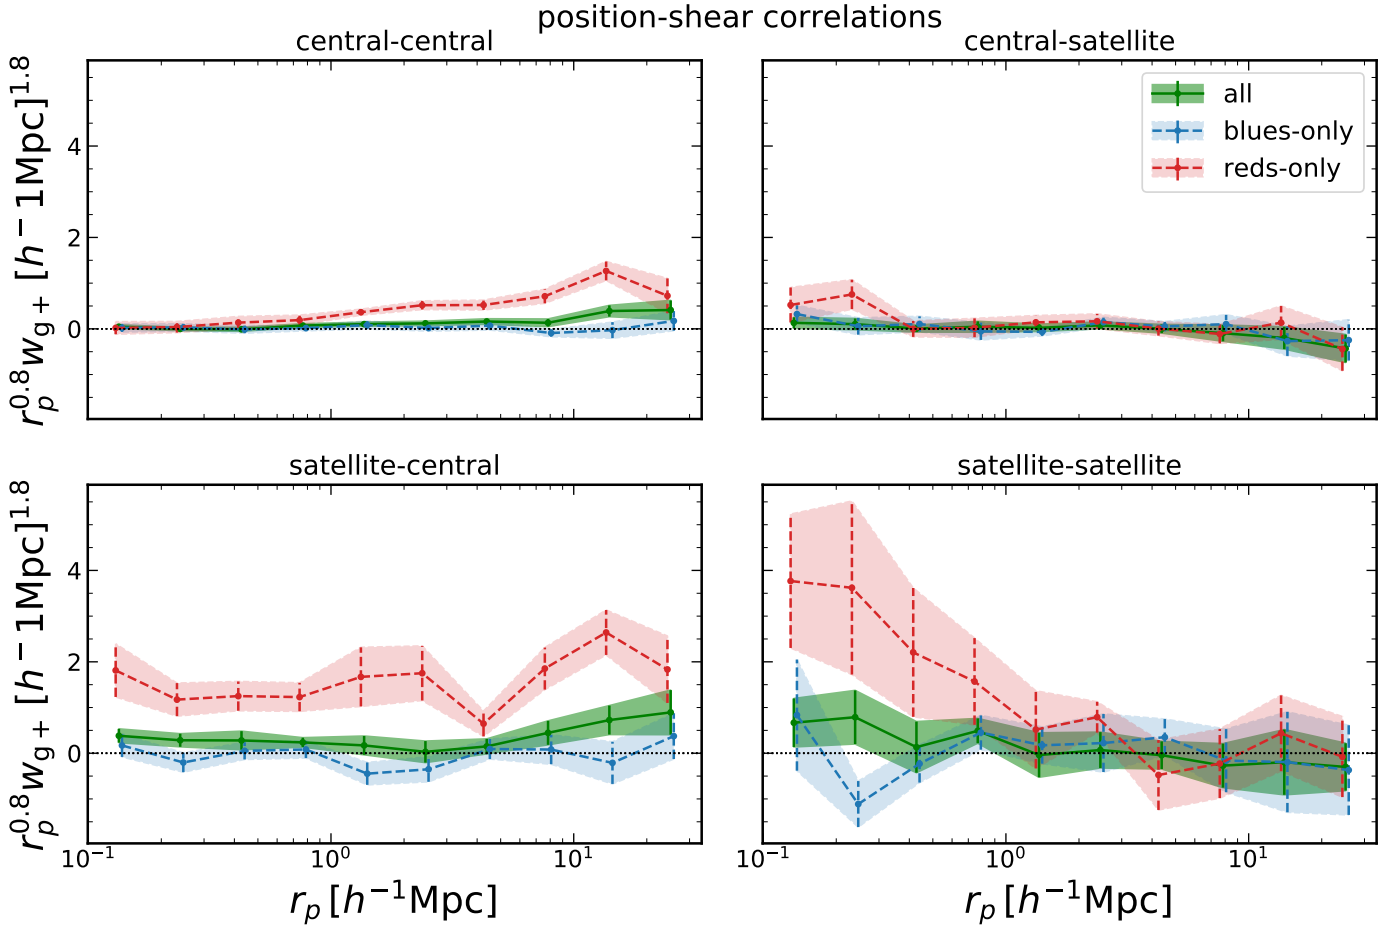 position-shear correlations
central-central
central-satellite
r_p^0.8 w_g+ [h−1Mpc]^1.8
4
2
0
all
blues-only
reds-only
satellite-central
satellite-satellite
r_p^0.8 w_g+ [h−1Mpc]^1.8
4
2
0
10^−1
10^0
10^1
10^−1
10^0
10^1
r_p [h^−1Mpc]
r_p [h^−1Mpc]